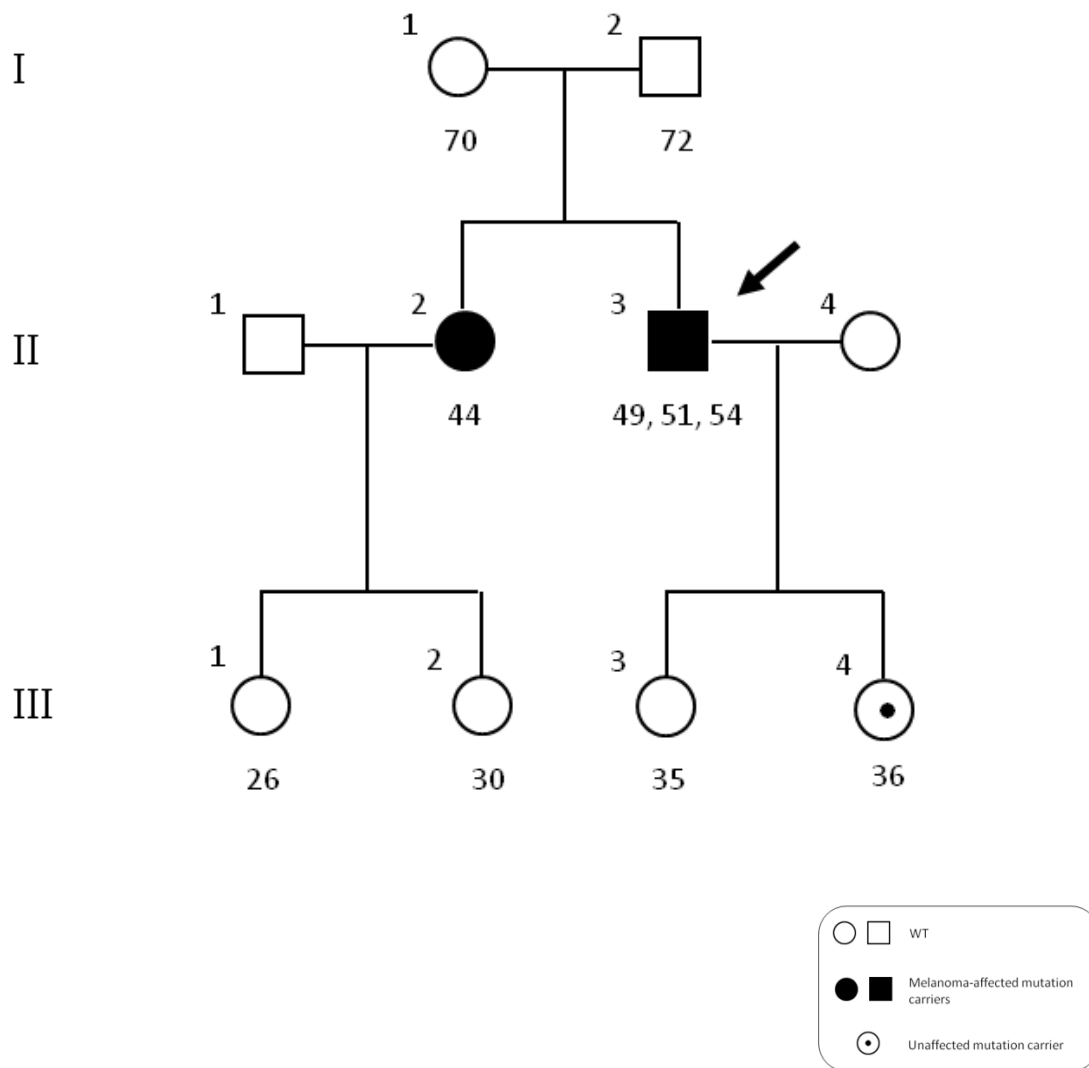 1 2
I
70 72
1 2 3 4
II
44 49, 51, 54
1 2 3 4
III
26 30 35 36
WT
Melanoma-affected mutation
carriers
Unaffected mutation carrier